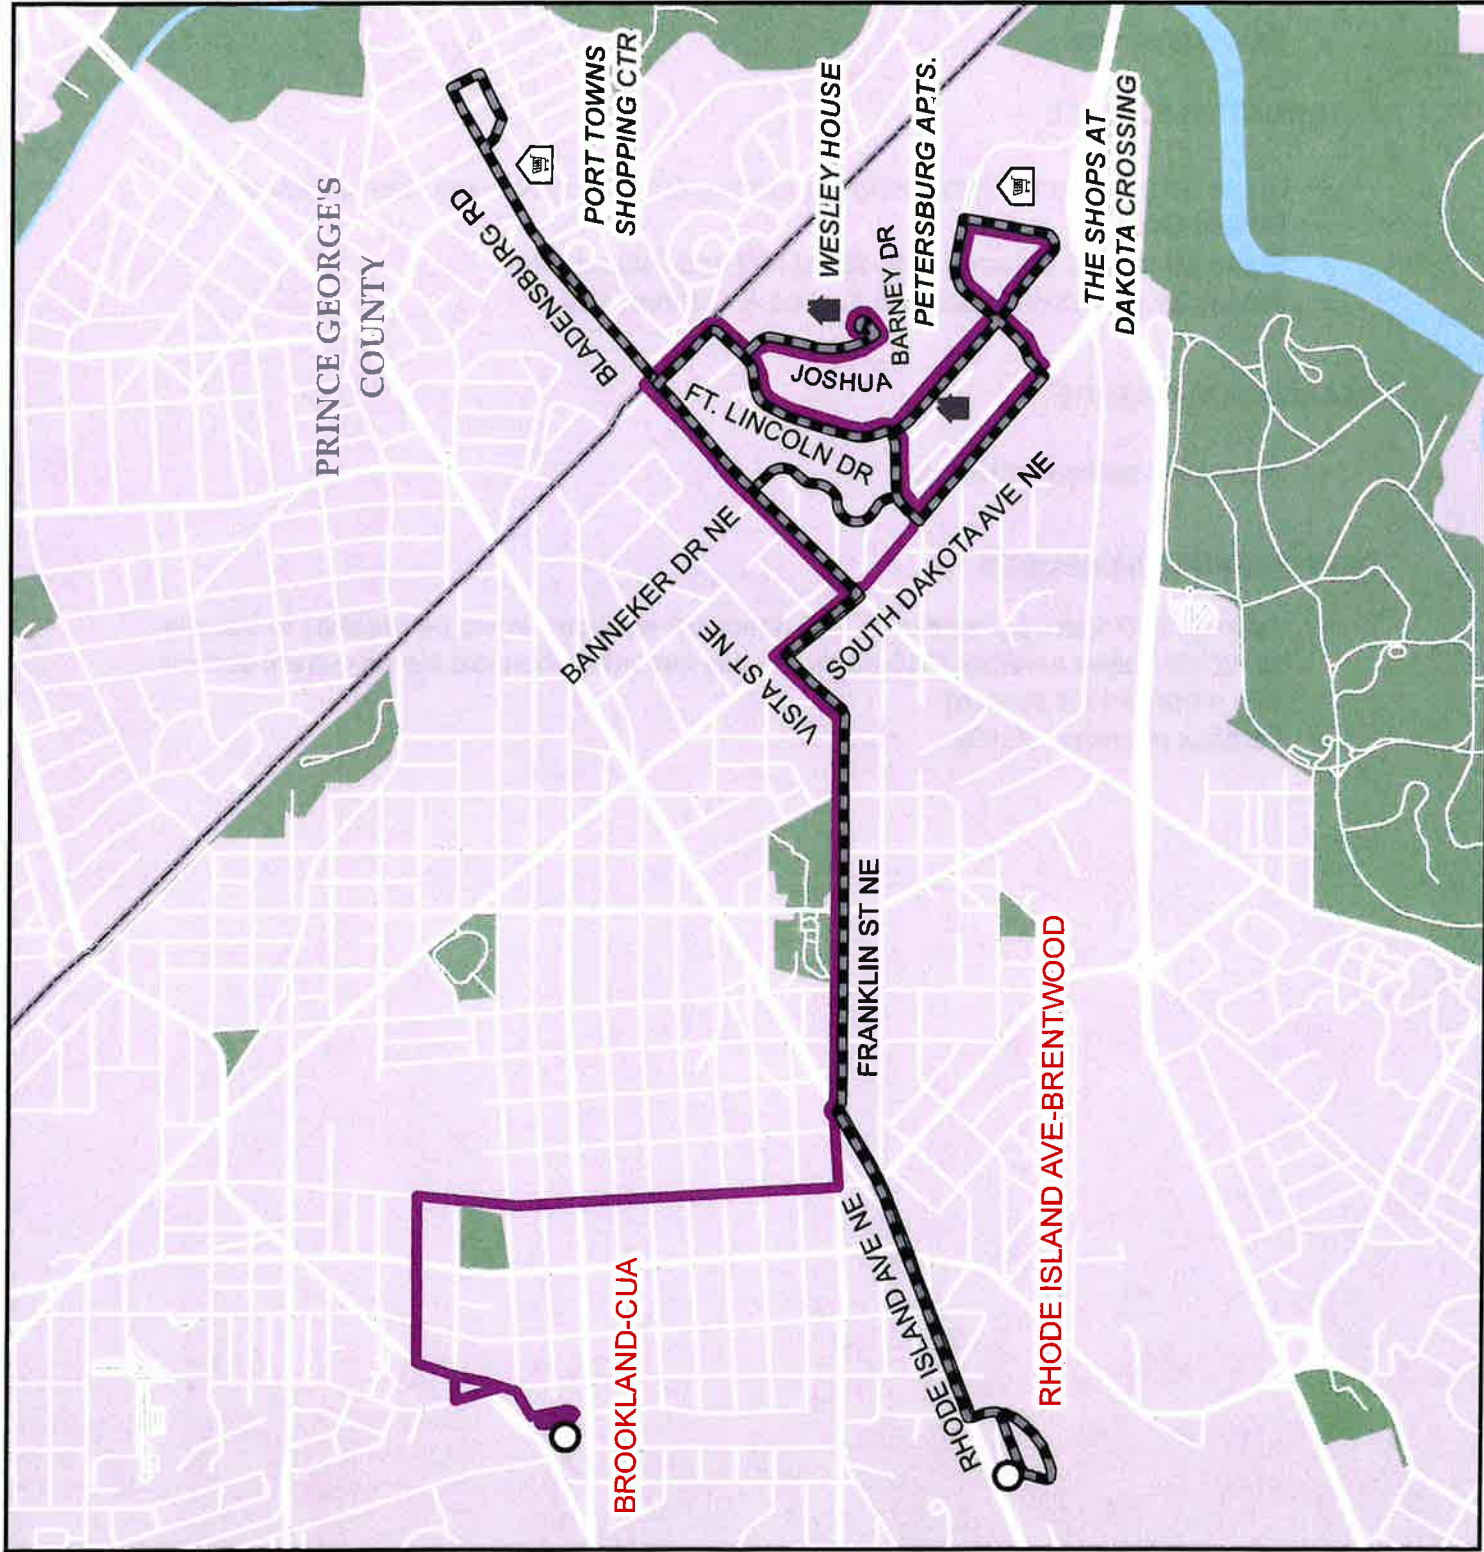 PRINCE GEORGE'S
COUNTY
PORT TOWNS
SHOPPING CTR
BLADENSBURG RD
WESLEY HOUSE
BARNEY DR
PETERSBURG APTS.
THE SHOPS AT
DAKOTA CROSSING
JOSHUA
FT. LINCOLN DR
BANNEKER DR NE
VISTA ST NE
SOUTH DAKOTA AVE NE
FRANKLIN ST NE
RHODE ISLAND AVE NE
BROOKLAND-CUA
RHODE ISLAND AVE-BRENTWOOD